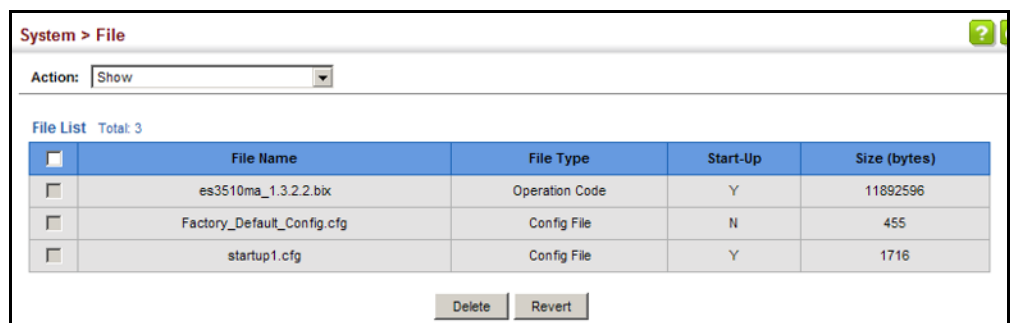 System > File
?
Action: Show
File List Total: 3
File Name File Type Start-Up Size (bytes)
es3510ma_1.3.2.2.bix Operation Code Y 11892596
Factory_Default_Config.cfg Config File N 455
startup1.cfg Config File Y 1716
Delete Revert